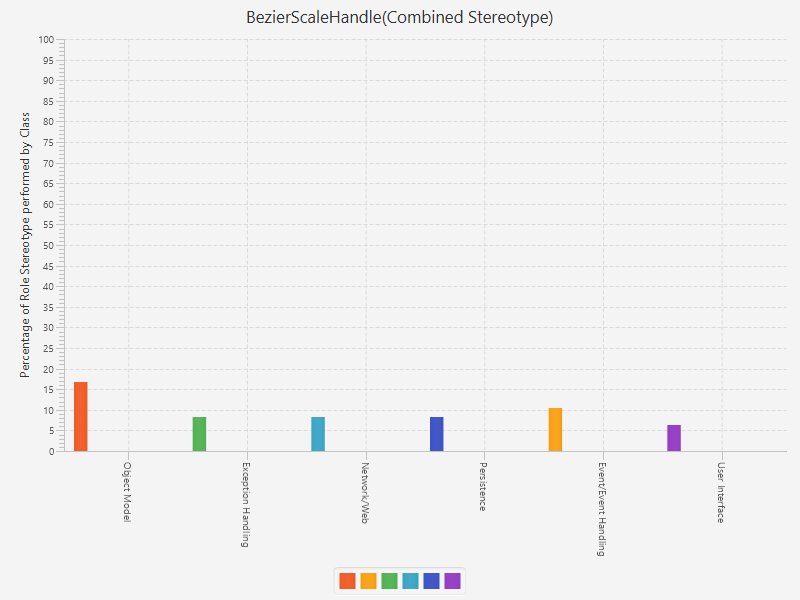 BezierScaleHandle(Combined Stereotype)
Percentage of Role Stereotype performed by Class
100
95
90
85
80
75
70
65
60
55
50
45
40
35
30
25
20
15
10
5
0
Object Model
Exception Handling
Network/Web
Persistence
Event/Event Handling
User Interface